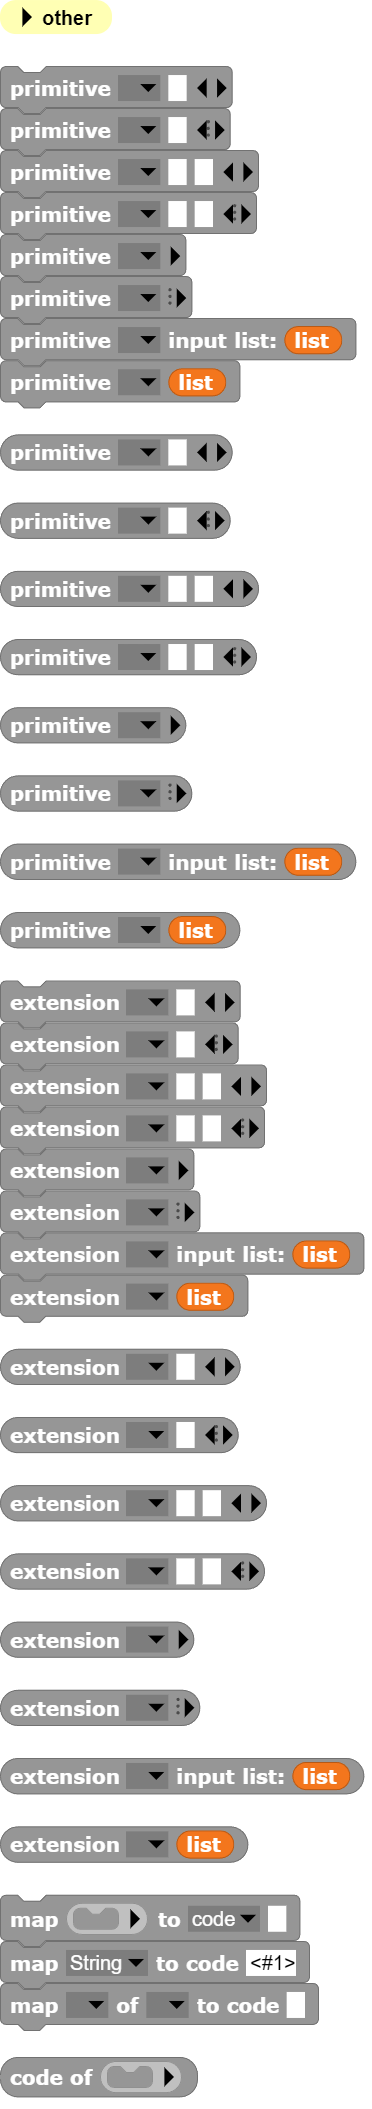 other
primitive
primitive
primitive
primitive
primitive
primitive
primitive input list: list
primitive list
primitive
primitive
primitive
primitive
primitive
primitive
primitive input list: list
primitive list
extension
extension
extension
extension
extension
extension
extension input list: list
extension list
extension
extension
extension
extension
extension
extension
extension input list: list
extension list
map to code
map String to code <#1>
map of to code
code of